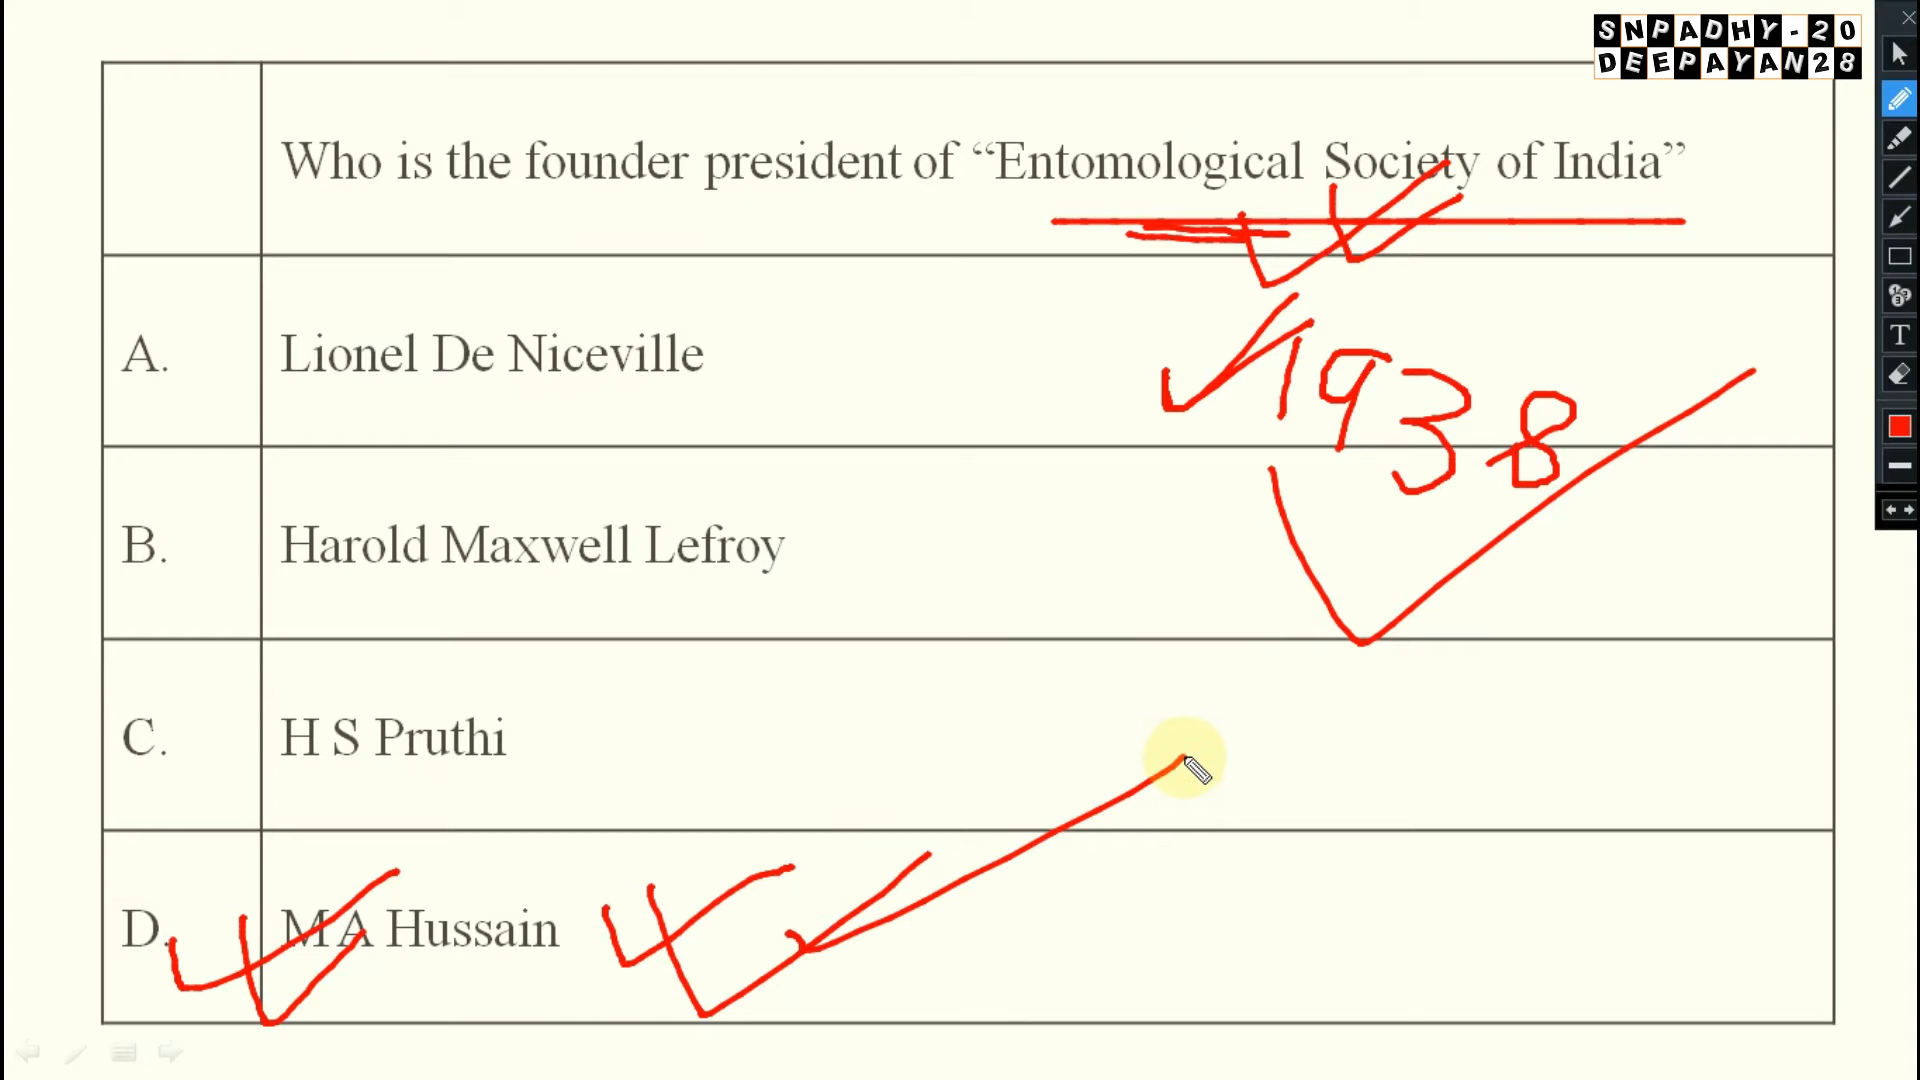 SNPADHY-20
DEEPAYAN28
Who is the founder president of “Entomological Society of India”
A. Lionel De Niceville
1938
B. Harold Maxwell Lefroy
C. H S Pruthi
D. M A Hussain